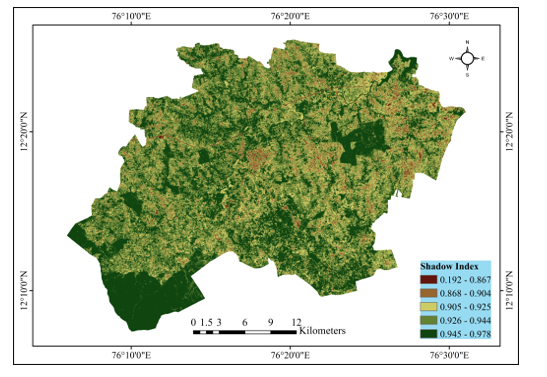 76°10'0"E 76°20'0"E 76°30'0"E
N
W E
S
12°20'0"N 12°20'0"N
12°10'0"N 12°10'0"N
Shadow Index
0.192 - 0.867
0.868 - 0.904
0.905 - 0.925
0.926 - 0.944
0.945 - 0.978
0 1.5 3 6 9 12
Kilometers
76°10'0"E 76°20'0"E 76°30'0"E